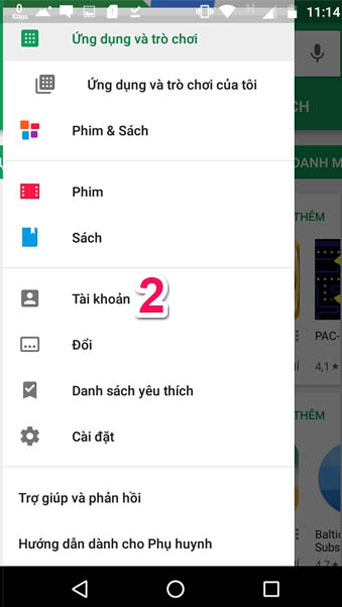 0
Kbps
11:14
Ứng dụng và trò chơi
Ứng dụng và trò chơi của tôi
CH
Phim & Sách
DANH M
Phim
THÊM
Sách
Tài khoản 2
PAC-
Đổi
4,1★
Danh sách yêu thích
THÊM
Cài đặt
Trợ giúp và phản hồi
Baltic
Subs
Hướng dẫn dành cho Phụ huynh
4,7★